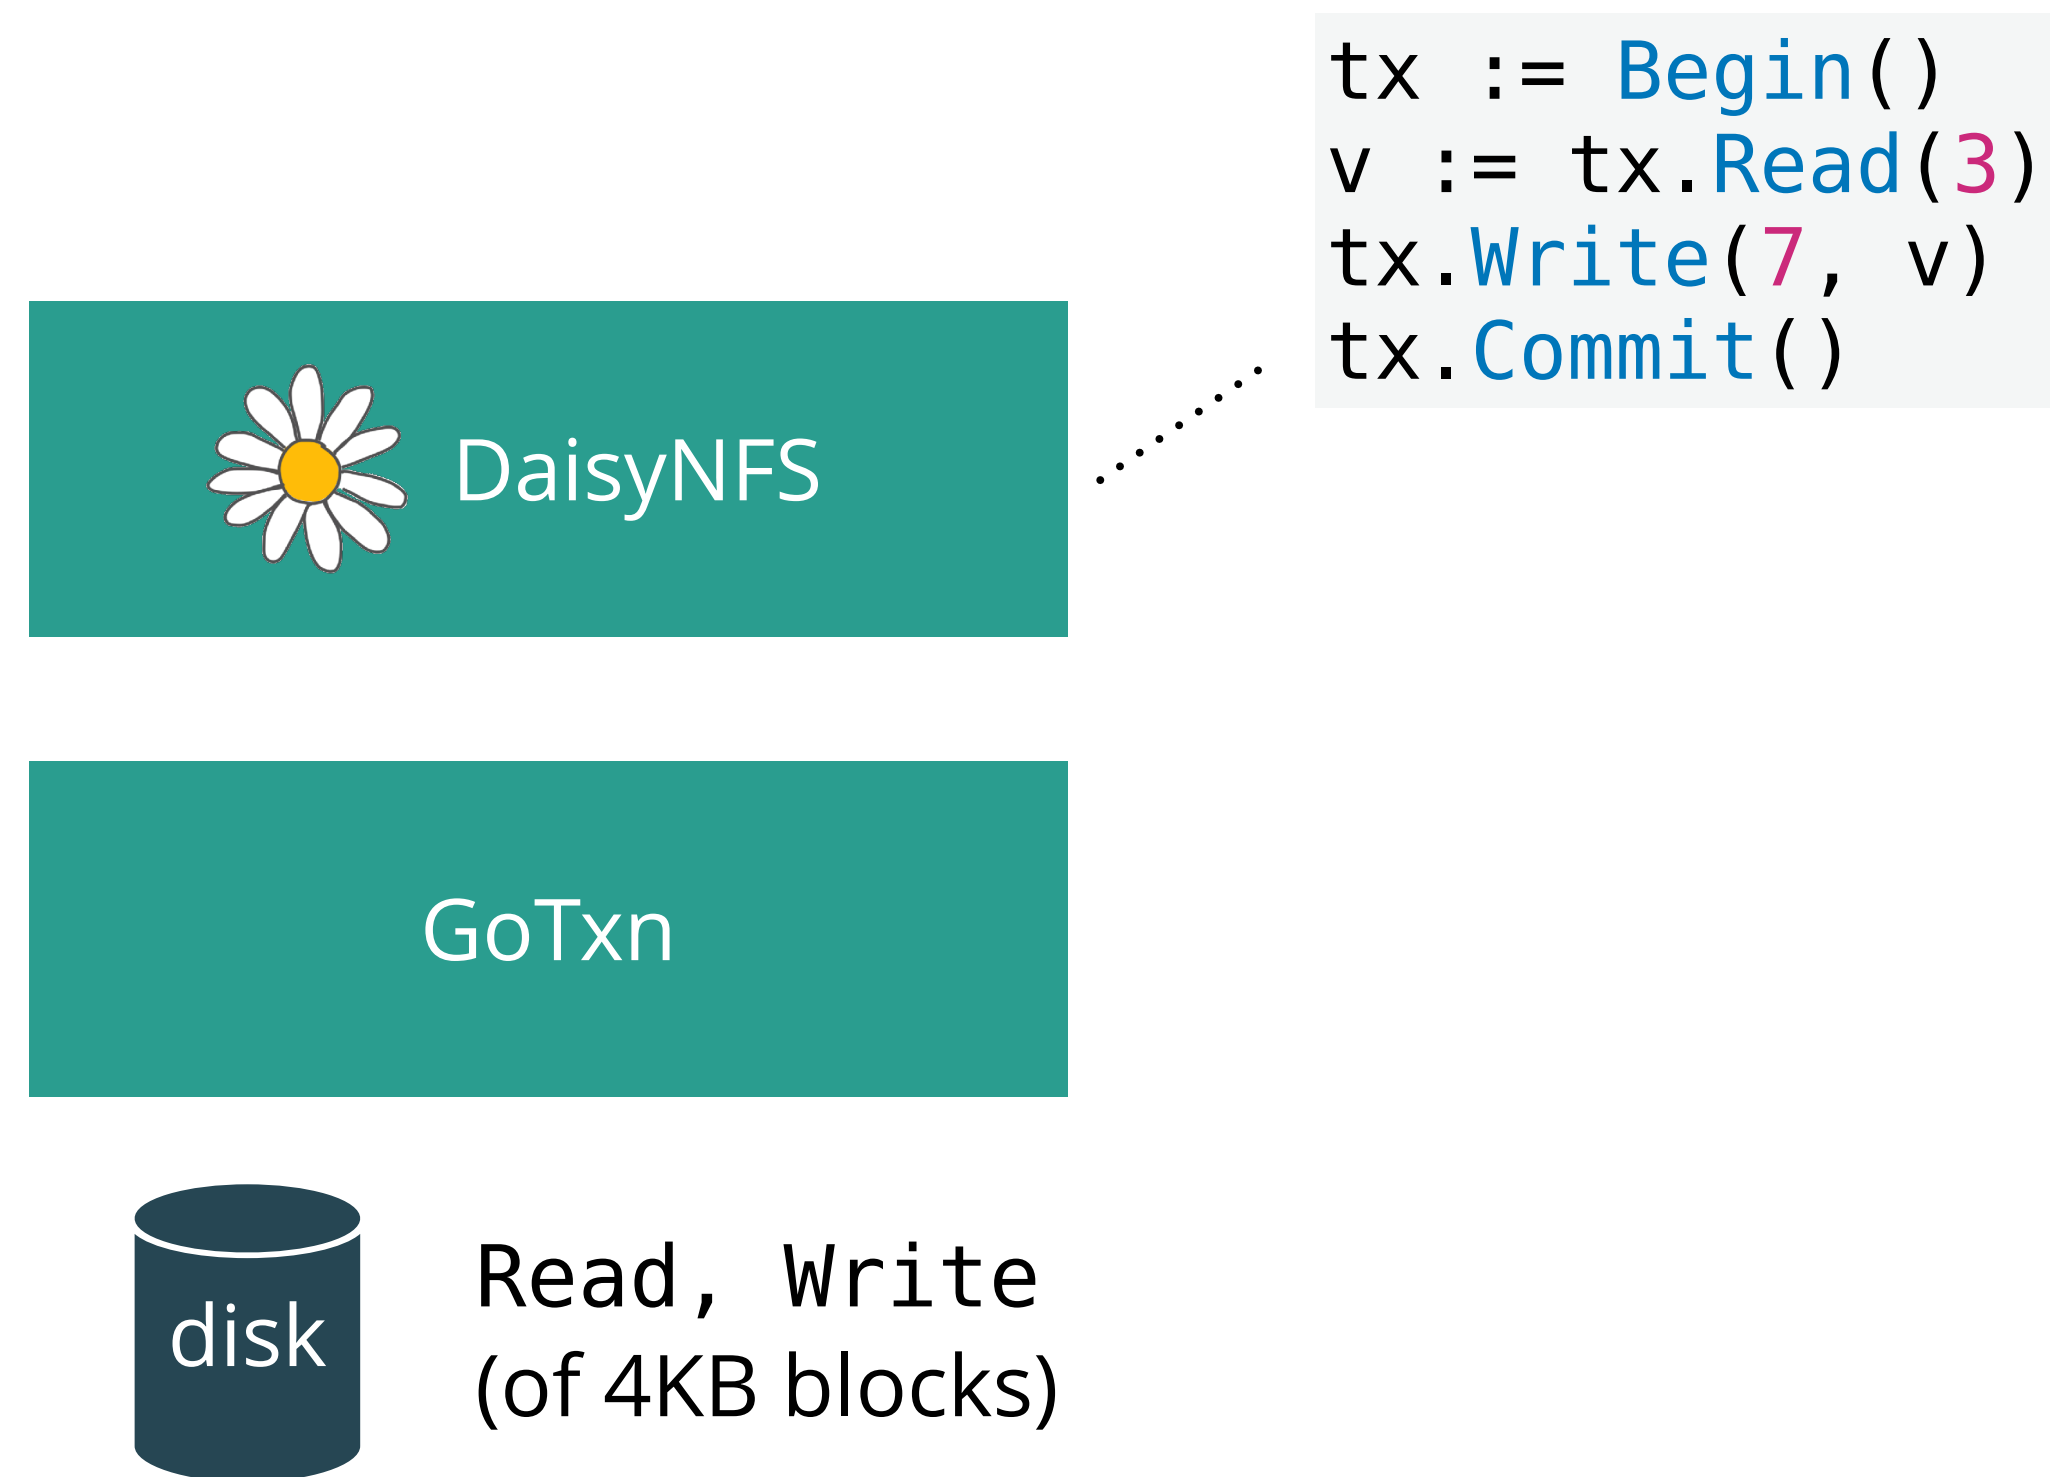 tx := Begin()
v := tx.Read(3)
tx.Write(7, v)
tx.Commit()
DaisyNFS
GoTxn
disk
Read, Write
(of 4KB blocks)